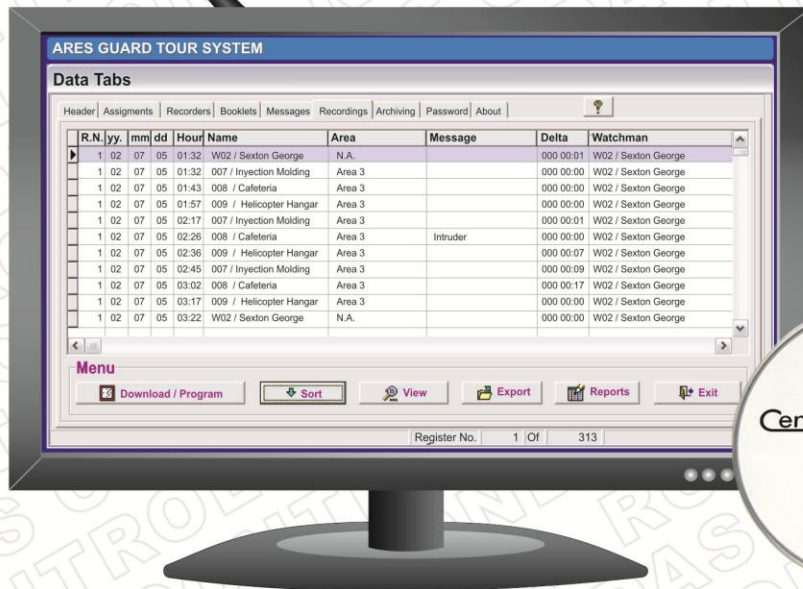 ARES GUARD TOUR SYSTEM
Data Tabs
Header Assigments Recorders Booklets Messages Recordings Archiving Password About ?
R.N. yy. mm dd Hour Name Area Message Delta Watchman
1 02 07 05 01:32 W02 / Sexton George N.A. 000 00:01 W02 / Sexton George
1 02 07 05 01:32 007 / Inyection Molding Area 3 000 00:00 W02 / Sexton George
1 02 07 05 01:43 008 / Cafeteria Area 3 000 00:00 W02 / Sexton George
1 02 07 05 01:57 009 / Helicopter Hangar Area 3 000 00:00 W02 / Sexton George
1 02 07 05 02:17 007 / Inyection Molding Area 3 000 00:01 W02 / Sexton George
1 02 07 05 02:26 008 / Cafeteria Area 3 Intruder 000 00:00 W02 / Sexton George
1 02 07 05 02:36 009 / Helicopter Hangar Area 3 000 00:07 W02 / Sexton George
1 02 07 05 02:45 007 / Inyection Molding Area 3 000 00:09 W02 / Sexton George
1 02 07 05 03:02 008 / Cafeteria Area 3 000 00:17 W02 / Sexton George
1 02 07 05 03:17 009 / Helicopter Hangar Area 3 000 00:00 W02 / Sexton George
1 02 07 05 03:22 W02 / Sexton George N.A. 000 00:00 W02 / Sexton George
Menu
Download / Program Sort View Export Reports Exit
Register No. 1 Of 313
Cen